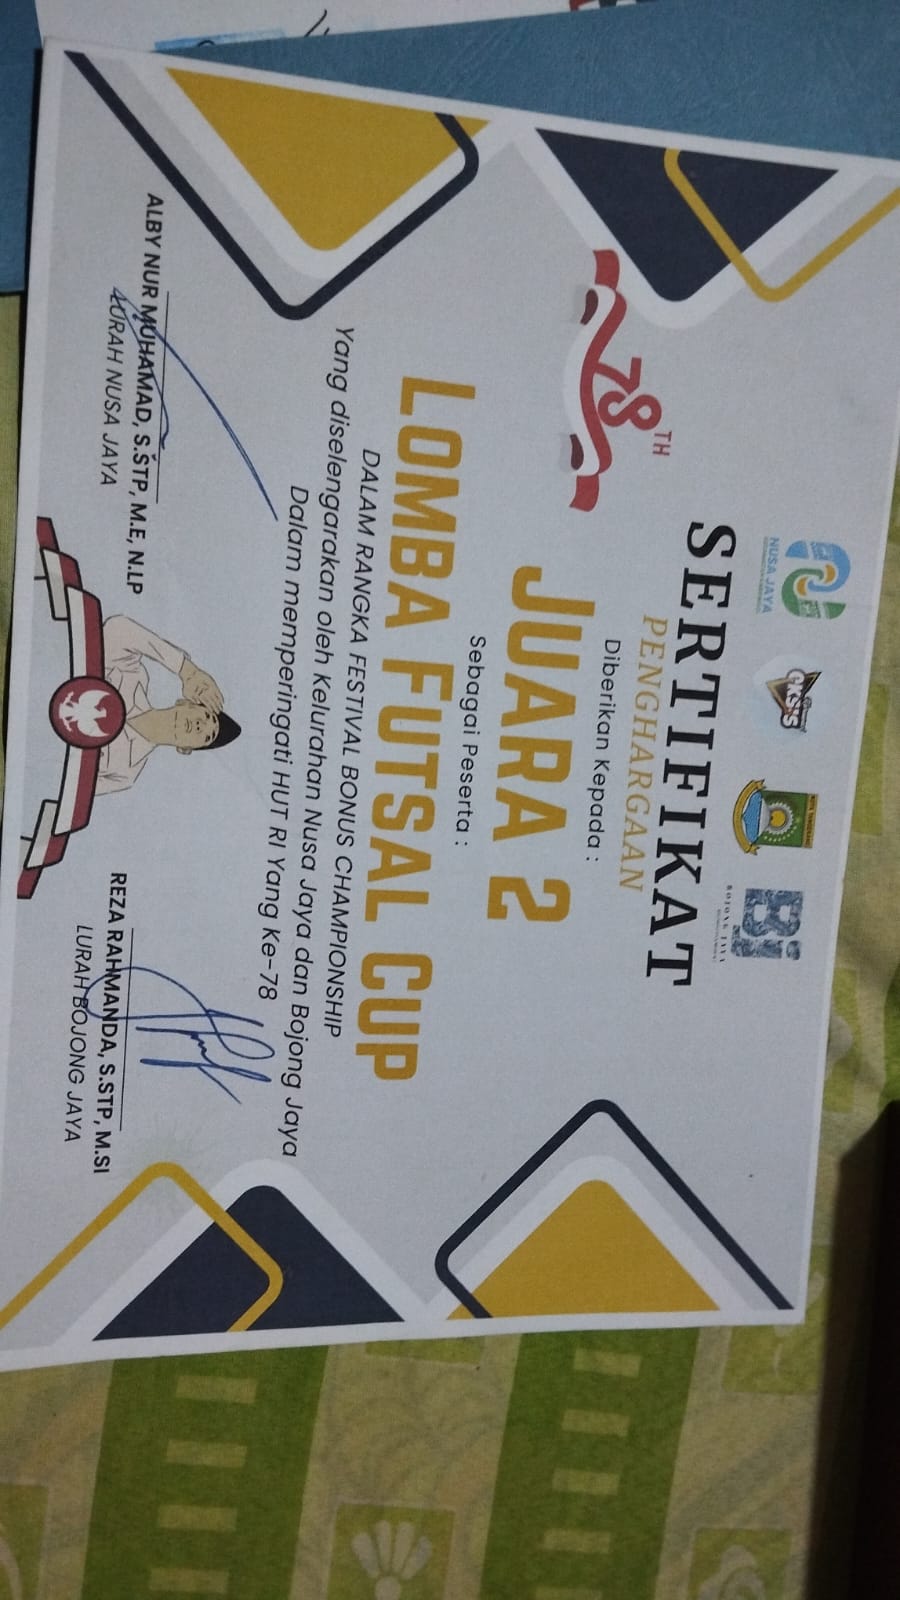 NUSA JAYA
eksis
KOTA TANGERANG
Bj
BOJONG JAYA
SERTIFIKAT
PENGHARGAAN
78TH
Diberikan Kepada :
JUARA 2
Sebagai Peserta :
LOMBA FUTSAL CUP
DALAM RANGKA FESTIVAL BONUS CHAMPIONSHIP
Yang diselengarakan oleh Kelurahan Nusa Jaya dan Bojong Jaya
Dalam memperingati HUT RI Yang Ke-78
ALBY NUR MUHAMAD, S.STP, M.E, N.LP
LURAH NUSA JAYA
REZA RAHMANDA, S.STP, M.SI
LURAH BOJONG JAYA